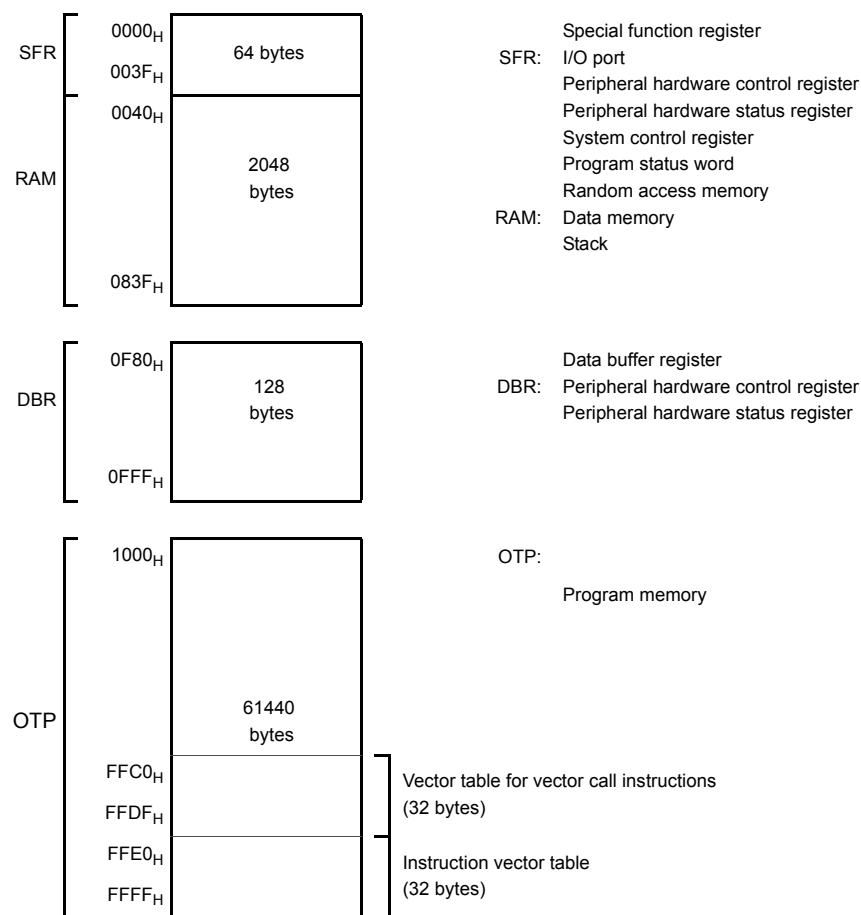 0000H
SFR
64 bytes
003FH
0040H
RAM
2048
bytes
083FH
Special function register
SFR: I/O port
Peripheral hardware control register
Peripheral hardware status register
System control register
Program status word
Random access memory
RAM: Data memory
Stack
0F80H
DBR
128
bytes
0FFFH
Data buffer register
DBR: Peripheral hardware control register
Peripheral hardware status register
1000H
OTP:
Program memory
OTP
61440
bytes
FFC0H
FFDFH
Vector table for vector call instructions
(32 bytes)
FFE0H
FFFFH
Instruction vector table
(32 bytes)